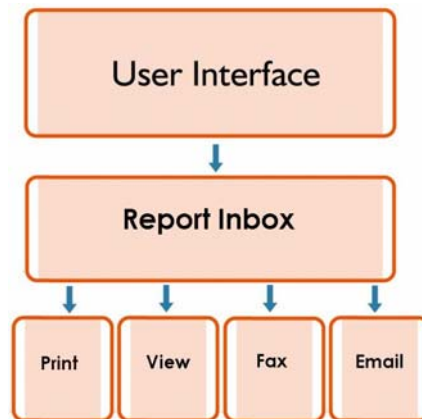 User Interface
Report Inbox
Print
View
Fax
Email